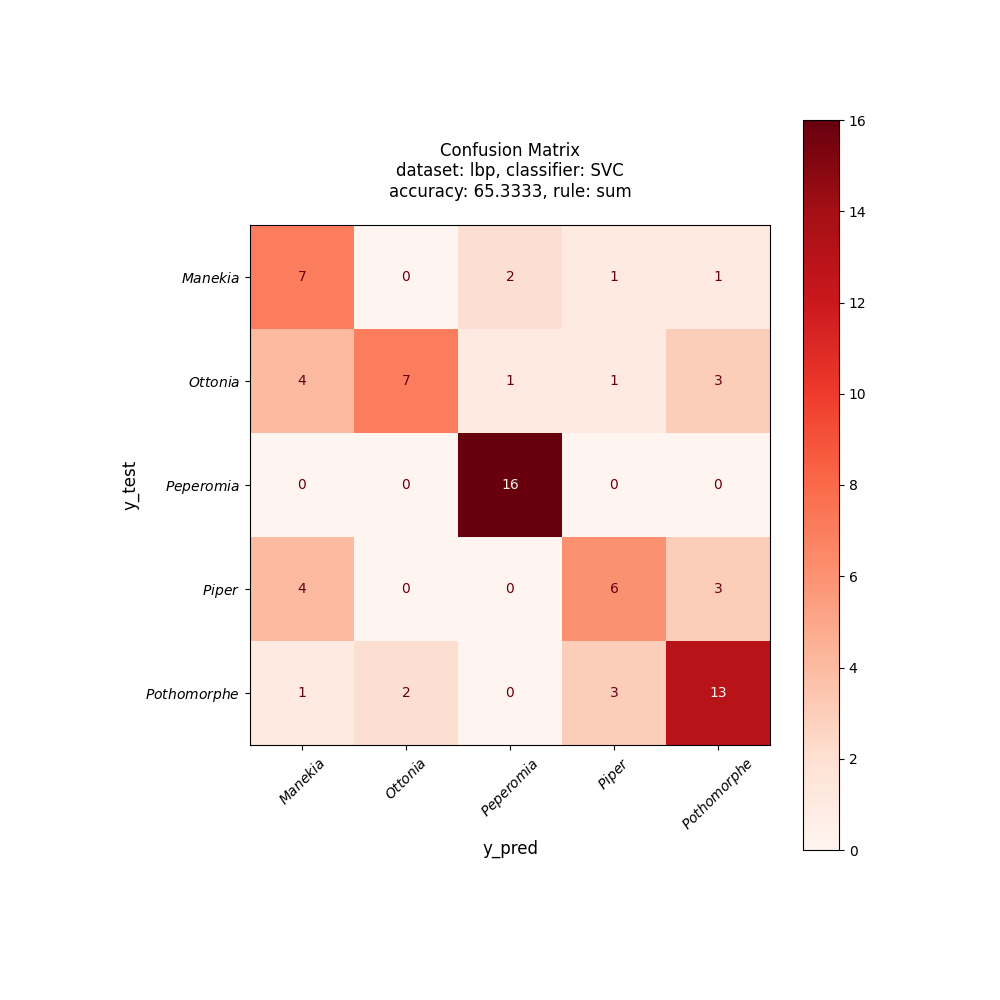 Confusion Matrix
dataset: lbp, classifier: SVC
accuracy: 65.3333, rule: sum
y_test
Manekia 7 0 2 1 1
Ottonia 4 7 1 1 3
Peperomia 0 0 16 0 0
Piper 4 0 0 6 3
Pothomorphe 1 2 0 3 13
Manekia Ottonia Peperomia Piper Pothomorphe
y_pred
16
14
12
10
8
6
4
2
0